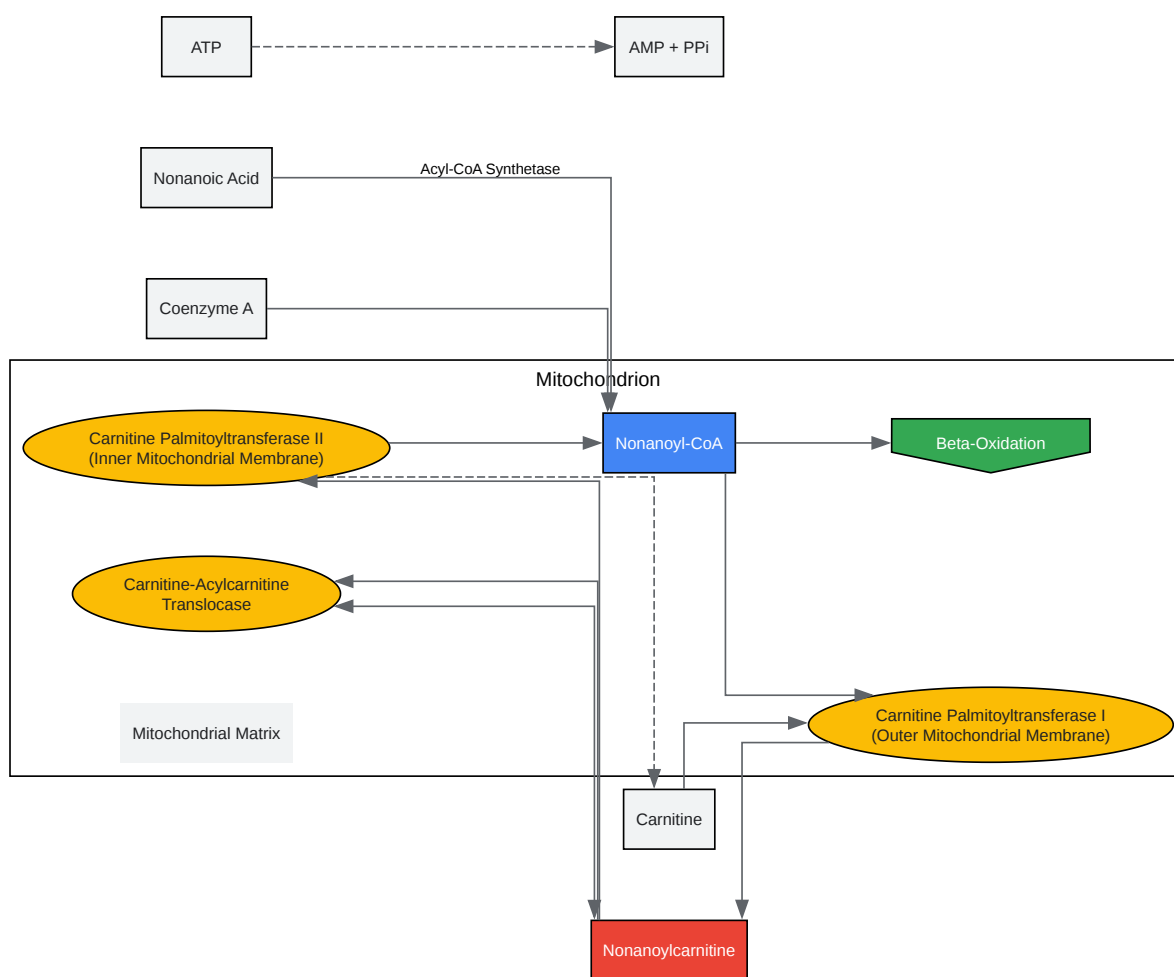 ATP
AMP + PPi
Nonanoic Acid
Acyl-CoA Synthetase
Coenzyme A
Mitochondrion
Carnitine Palmitoyltransferase II
(Inner Mitochondrial Membrane)
Nonanoyl-CoA
Beta-Oxidation
Carnitine-Acylcarnitine
Translocase
Mitochondrial Matrix
Carnitine Palmitoyltransferase I
(Outer Mitochondrial Membrane)
Carnitine
Nonanoylcarnitine